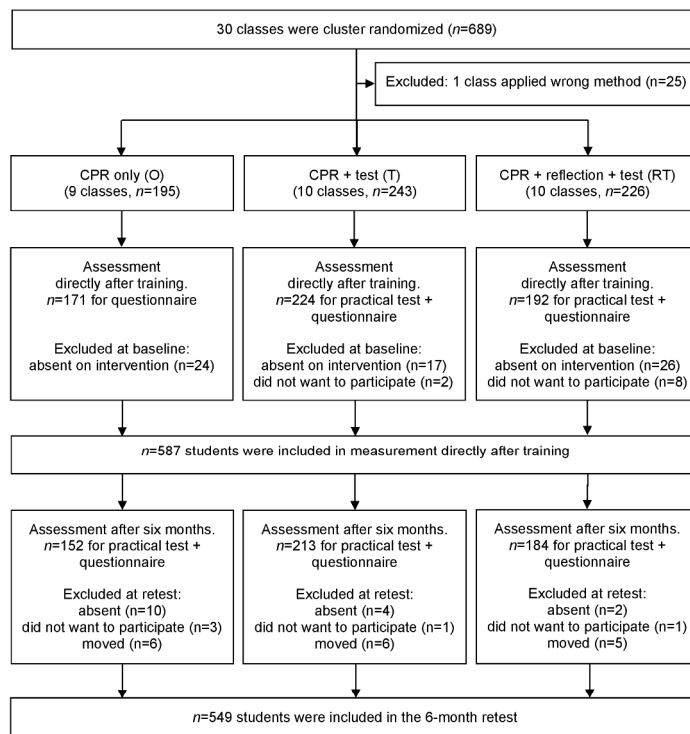 30 classes were cluster randomized (n=689)
Excluded: 1 class applied wrong method (n=25)
CPR only (O)
(9 classes, n=195)
CPR + test (T)
(10 classes, n=243)
CPR + reflection + test (RT)
(10 classes, n=226)
Assessment
directly after training.
n=171 for questionnaire
Excluded at baseline:
absent on intervention (n=24)
Assessment
directly after training.
n=224 for practical test +
questionnaire
Excluded at baseline:
absent on intervention (n=17)
did not want to participate (n=2)
Assessment
directly after training.
n=192 for practical test +
questionnaire
Excluded at baseline:
absent on intervention (n=26)
did not want to participate (n=8)
n=587 students were included in measurement directly after training
Assessment after six months.
n=152 for practical test +
questionnaire
Excluded at retest:
absent (n=10)
did not want to participate (n=3)
moved (n=6)
Assessment after six months.
n=213 for practical test +
questionnaire
Excluded at retest:
absent (n=4)
did not want to participate (n=1)
moved (n=6)
Assessment after six months.
n=184 for practical test +
questionnaire
Excluded at retest:
absent (n=2)
did not want to participate (n=1)
moved (n=5)
n=549 students were included in the 6-month retest